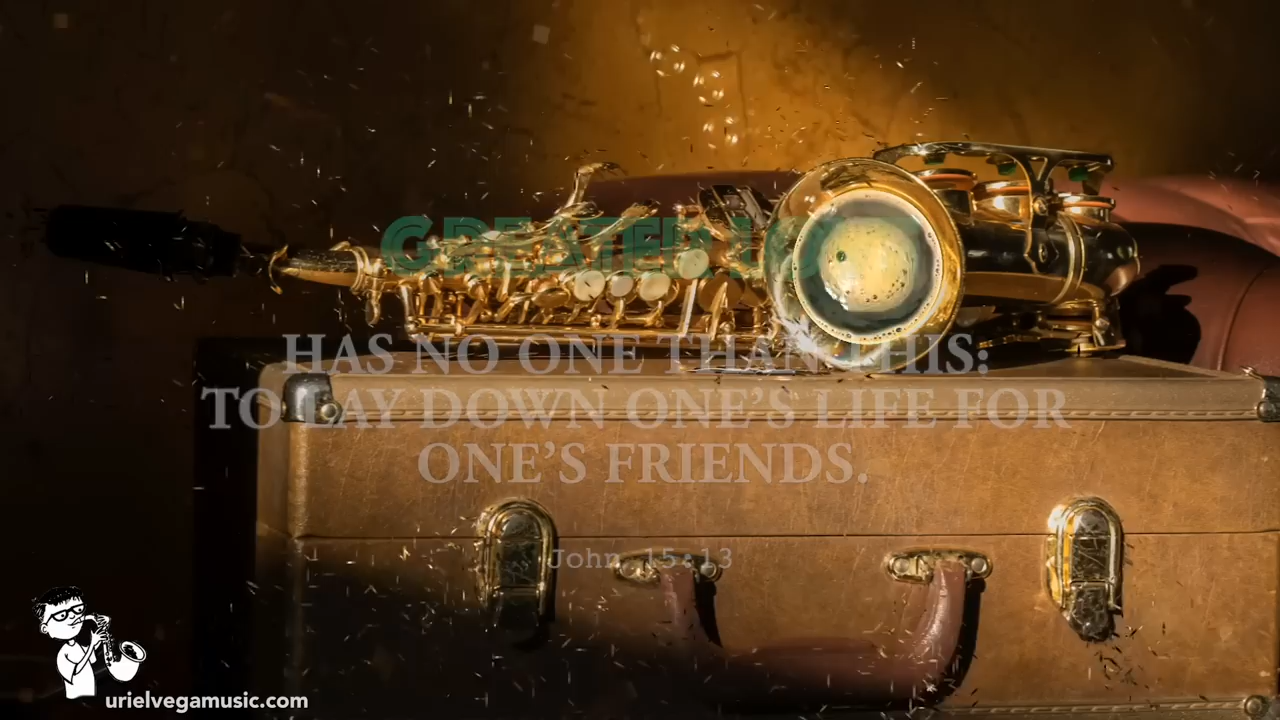 GREATER LO
HAS NO ONE THAN THIS:
TO LAY DOWN ONE'S LIFE FOR
ONE'S FRIENDS.
John 15:13
urielvegamusic.com